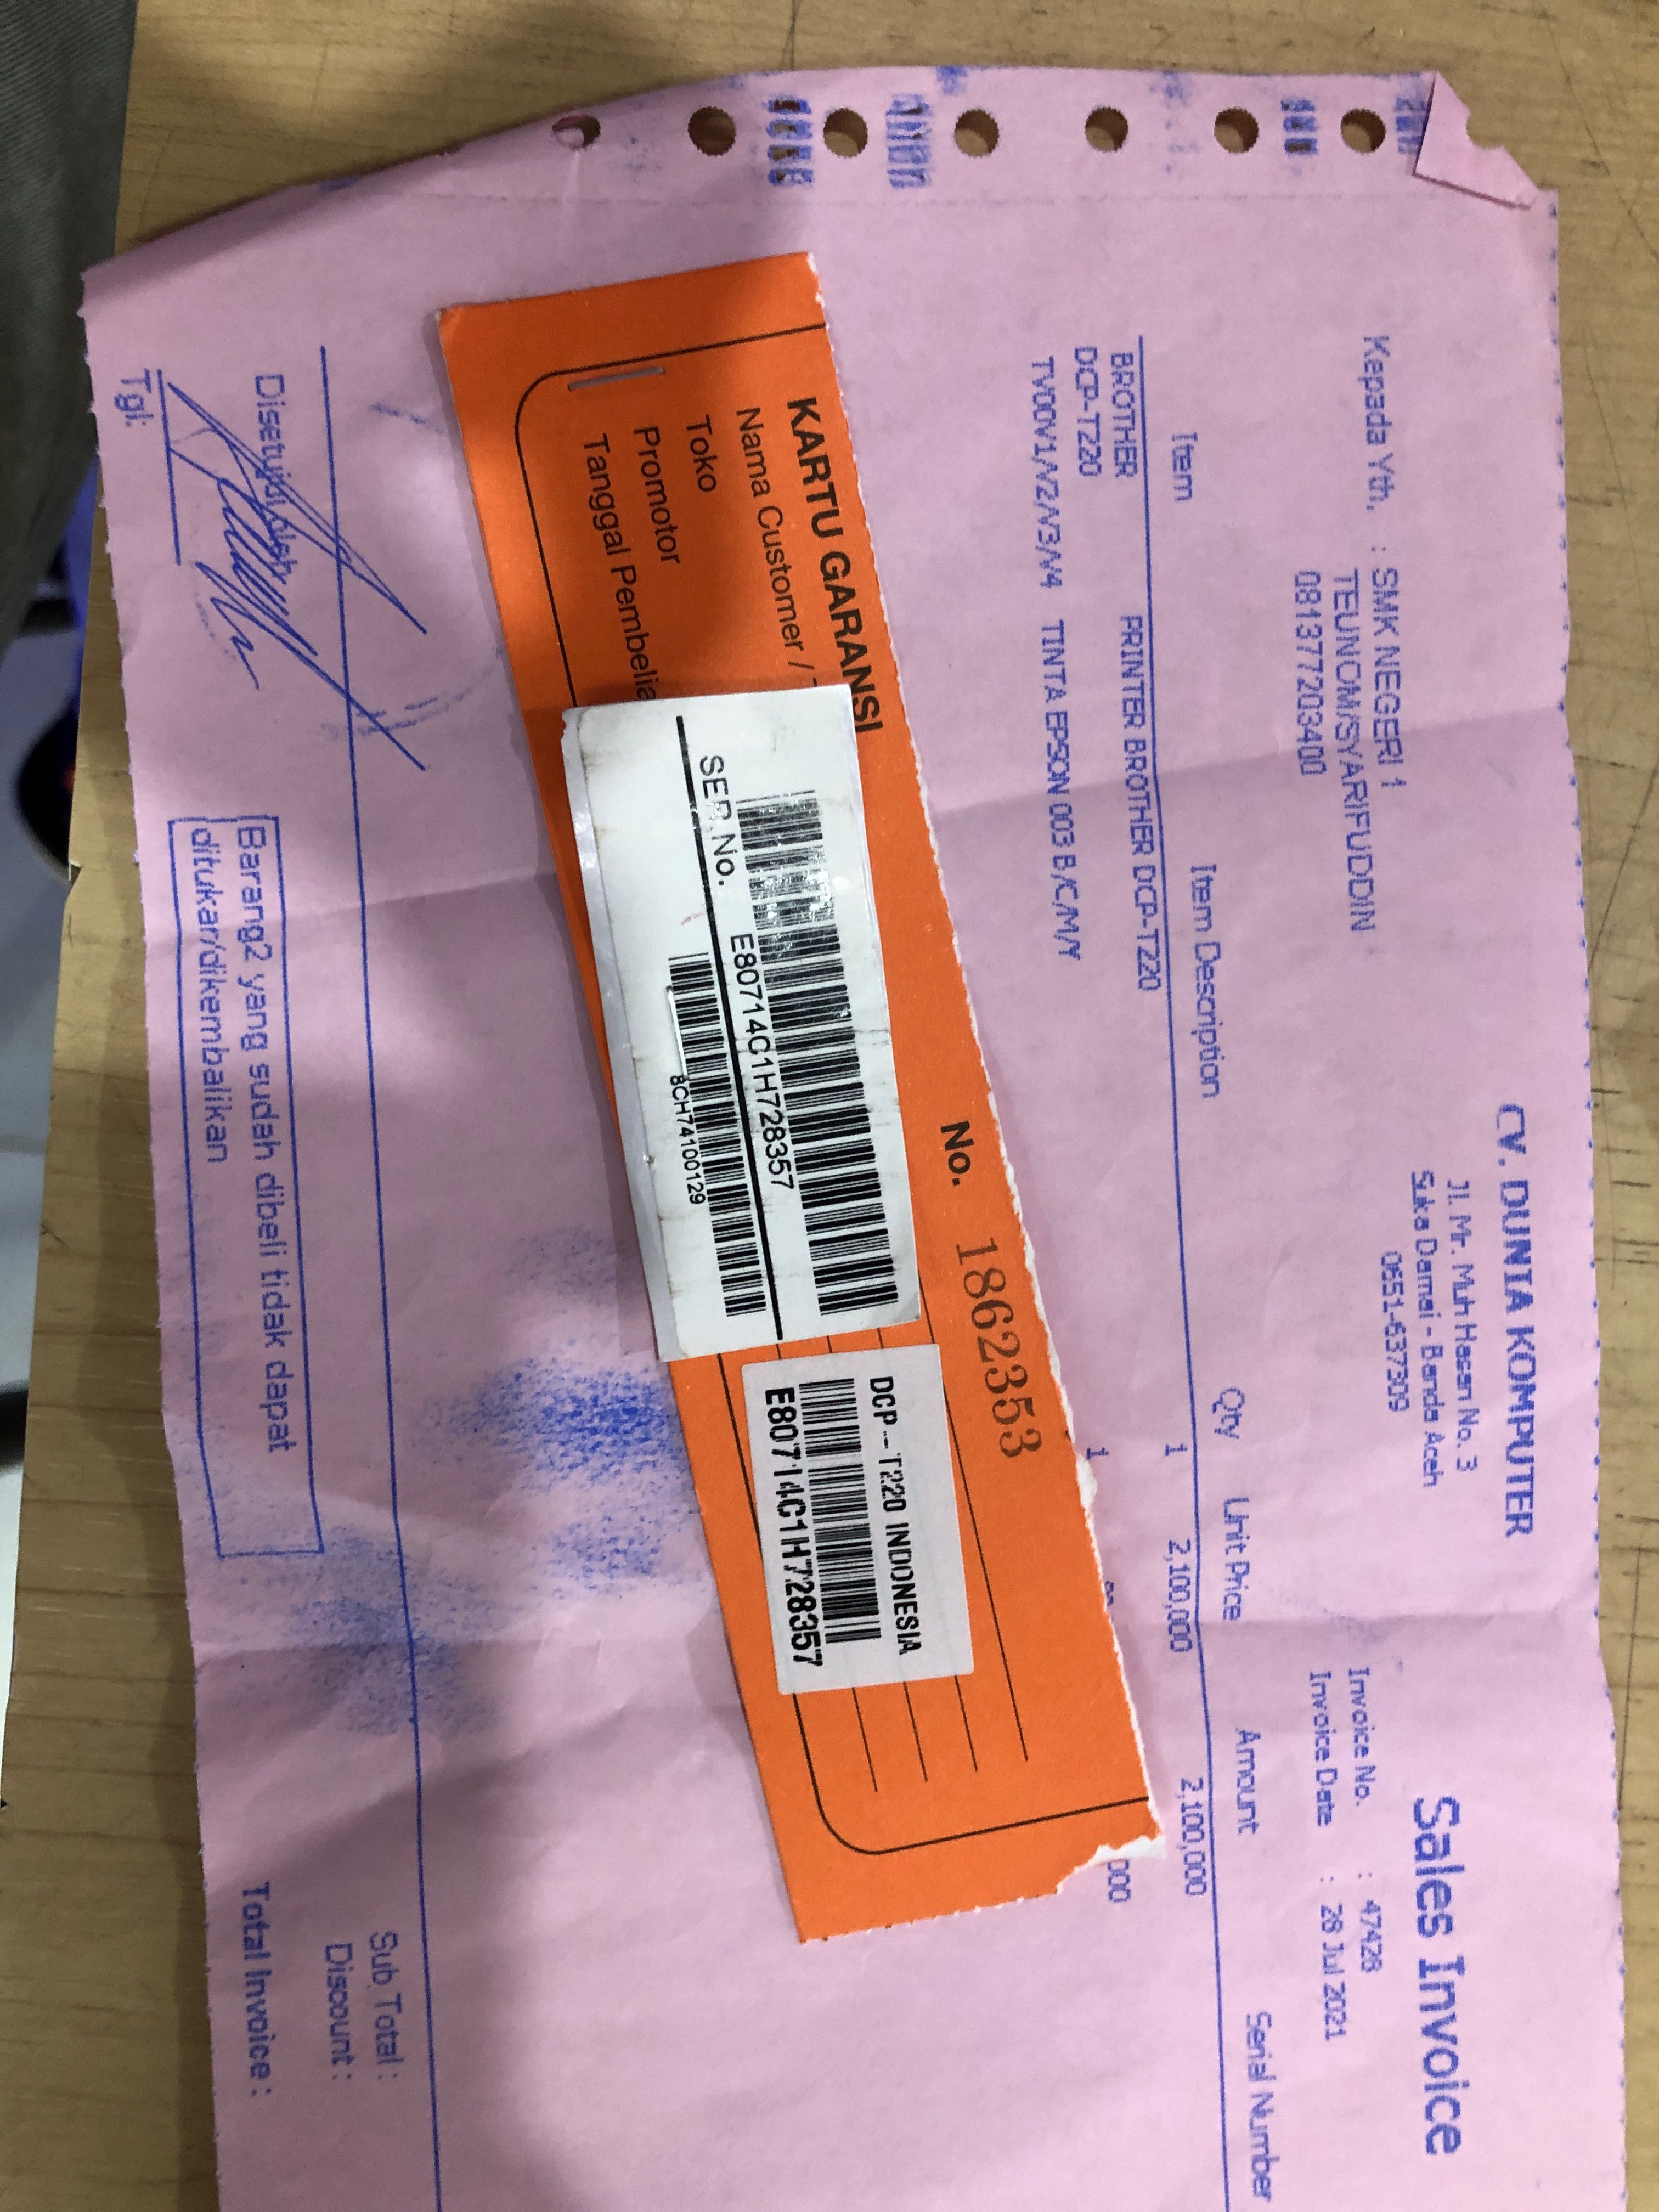 CV. DUNIA KOMPUTER
Jl. Mr. Muh Hasan No. 3
Suka Damai - Banda Aceh
0651-637309
Sales Invoice
Kepada Yth, : SMK NEGERI 1
TEUNOM/SYARIFUDDIN
081377203400
Invoice No. : 47428
Invoice Date : 28 Jul 2021
Item Item Description Qty Unit Price Amount Serial Number
BROTHER PRINTER BROTHER DCP-T220 1 2,100,000 2,100,000
DCP-T220
TV00V1/V2/V3/V4 TINTA EPSON 003 B/C/M/Y 1 000
No. 1862353
KARTU GARANSI
Nama Customer /
Toko
Promotor
Tanggal Pembelia
SER.No. E80714C1H728357
8CH74100129
DCP-T220 INDONESIA
E80714C1H728357
Disetujui oleh
Tgl:
Barang2 yang sudah dibeli tidak dapat
ditukar/dikembalikan
Sub Total :
Discount :
Total Invoice :